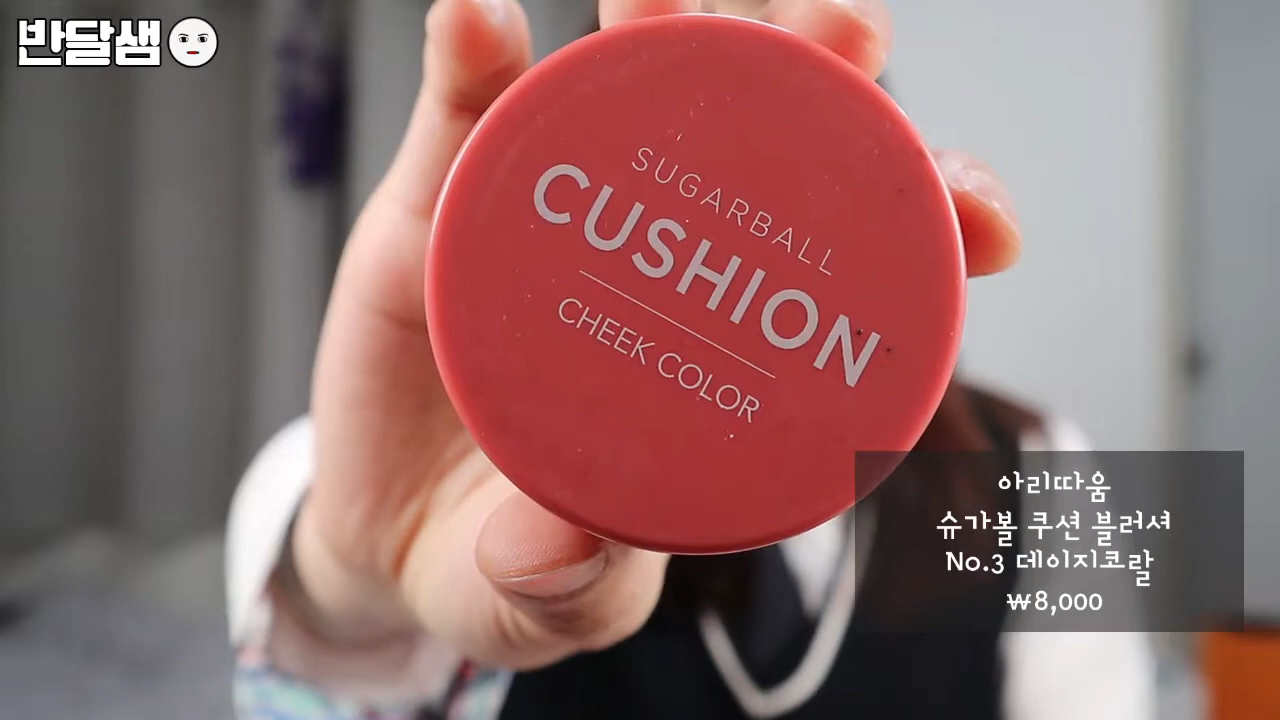 반달샘
SUGARBALL
CUSHION
CHEEK COLOR
아리따움
슈가볼 쿠션 블러셔
No.3 데이지코랄
₩8,000